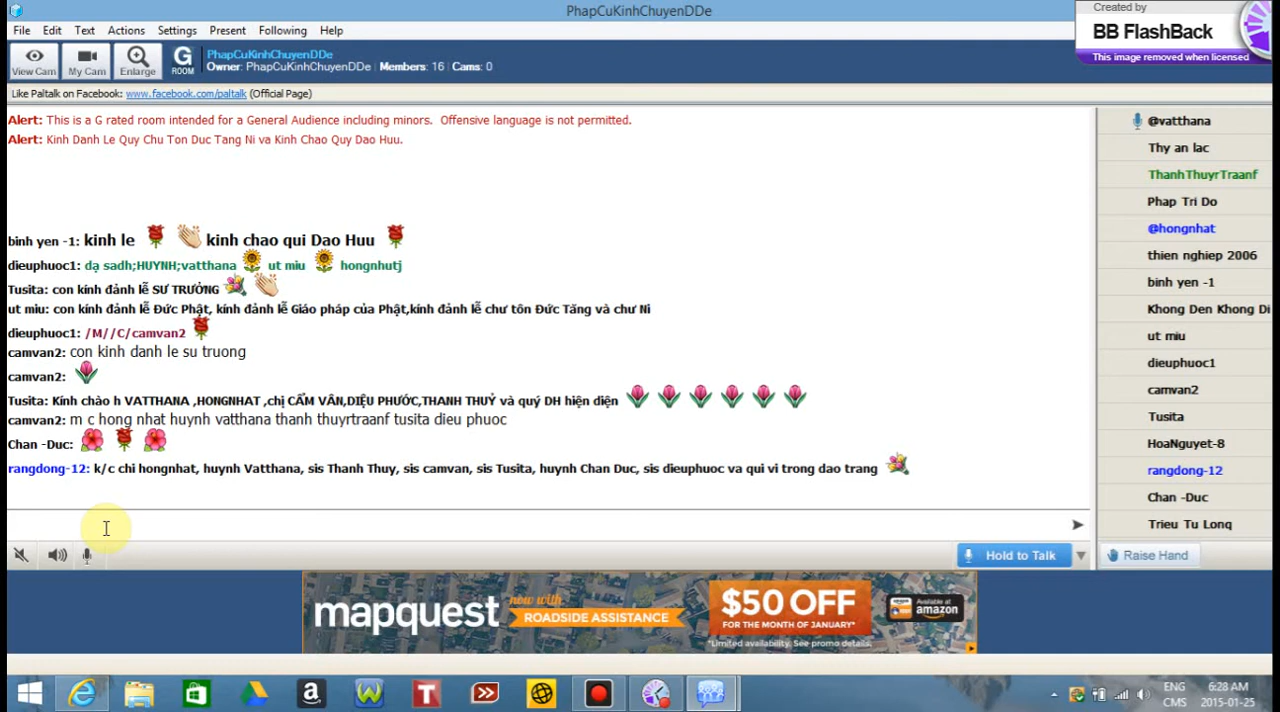 PhapCuKinhChuyenDDe
Created by
BB FlashBack
This image removed when licensed
File Edit Text Actions Settings Present Following Help
View Cam
My Cam
Enlarge
G
ROOM
PhapCuKinhChuyenDDe
Owner: PhapCuKinhChuyenDDe Members: 16 Cams: 0
Like Paltalk on Facebook: www.facebook.com/paltalk (Official Page)
Alert: This is a G rated room intended for a General Audience including minors. Offensive language is not permitted.
Alert: Kinh Danh Le Quy Chu Ton Duc Tang Ni va Kinh Chao Quy Dao Huu.
binh yen -1: kinh le kinh chao qui Dao Huu
dieuphuoc1: dạ sadh;HUYNH;vatthana ut miu hongnhutj
Tusita: con kính đảnh lễ SƯ TRƯỞNG
ut miu: con kính đảnh lễ Đức Phật, kính đảnh lễ Giáo pháp của Phật,kính đảnh lễ chư tôn Đức Tăng và chư Ni
dieuphuoc1: /M//C/camvan2
camvan2: con kinh danh le su truong
camvan2:
Tusita: Kính chào h VATTHANA ,HONGNHAT ,chị CẨM VÂN,DIỆU PHƯỚC,THANH THUỶ và quý DH hiện diện
camvan2: m c hong nhat huynh vatthana thanh thuyrtraanf tusita dieu phuoc
Chan -Duc:
rangdong-12: k/c chi hongnhat, huynh Vatthana, sis Thanh Thuy, sis camvan, sis Tusita, huynh Chan Duc, sis dieuphuoc va qui vi trong dao trang
@vatthana
Thy an lac
ThanhThuyrTraanf
Phap Tri Do
@hongnhat
thien nghiep 2006
binh yen -1
Khong Den Khong Di
ut miu
dieuphuoc1
camvan2
Tusita
HoaNguyet-8
rangdong-12
Chan -Duc
Trieu Tu Long
Hold to Talk
Raise Hand
mapquest now with ROADSIDE ASSISTANCE
$50 OFF
FOR THE MONTH OF JANUARY*
*Limited availability. See promo details.
Available at
amazon
ENG 6:28 AM
CMS 2015-01-25